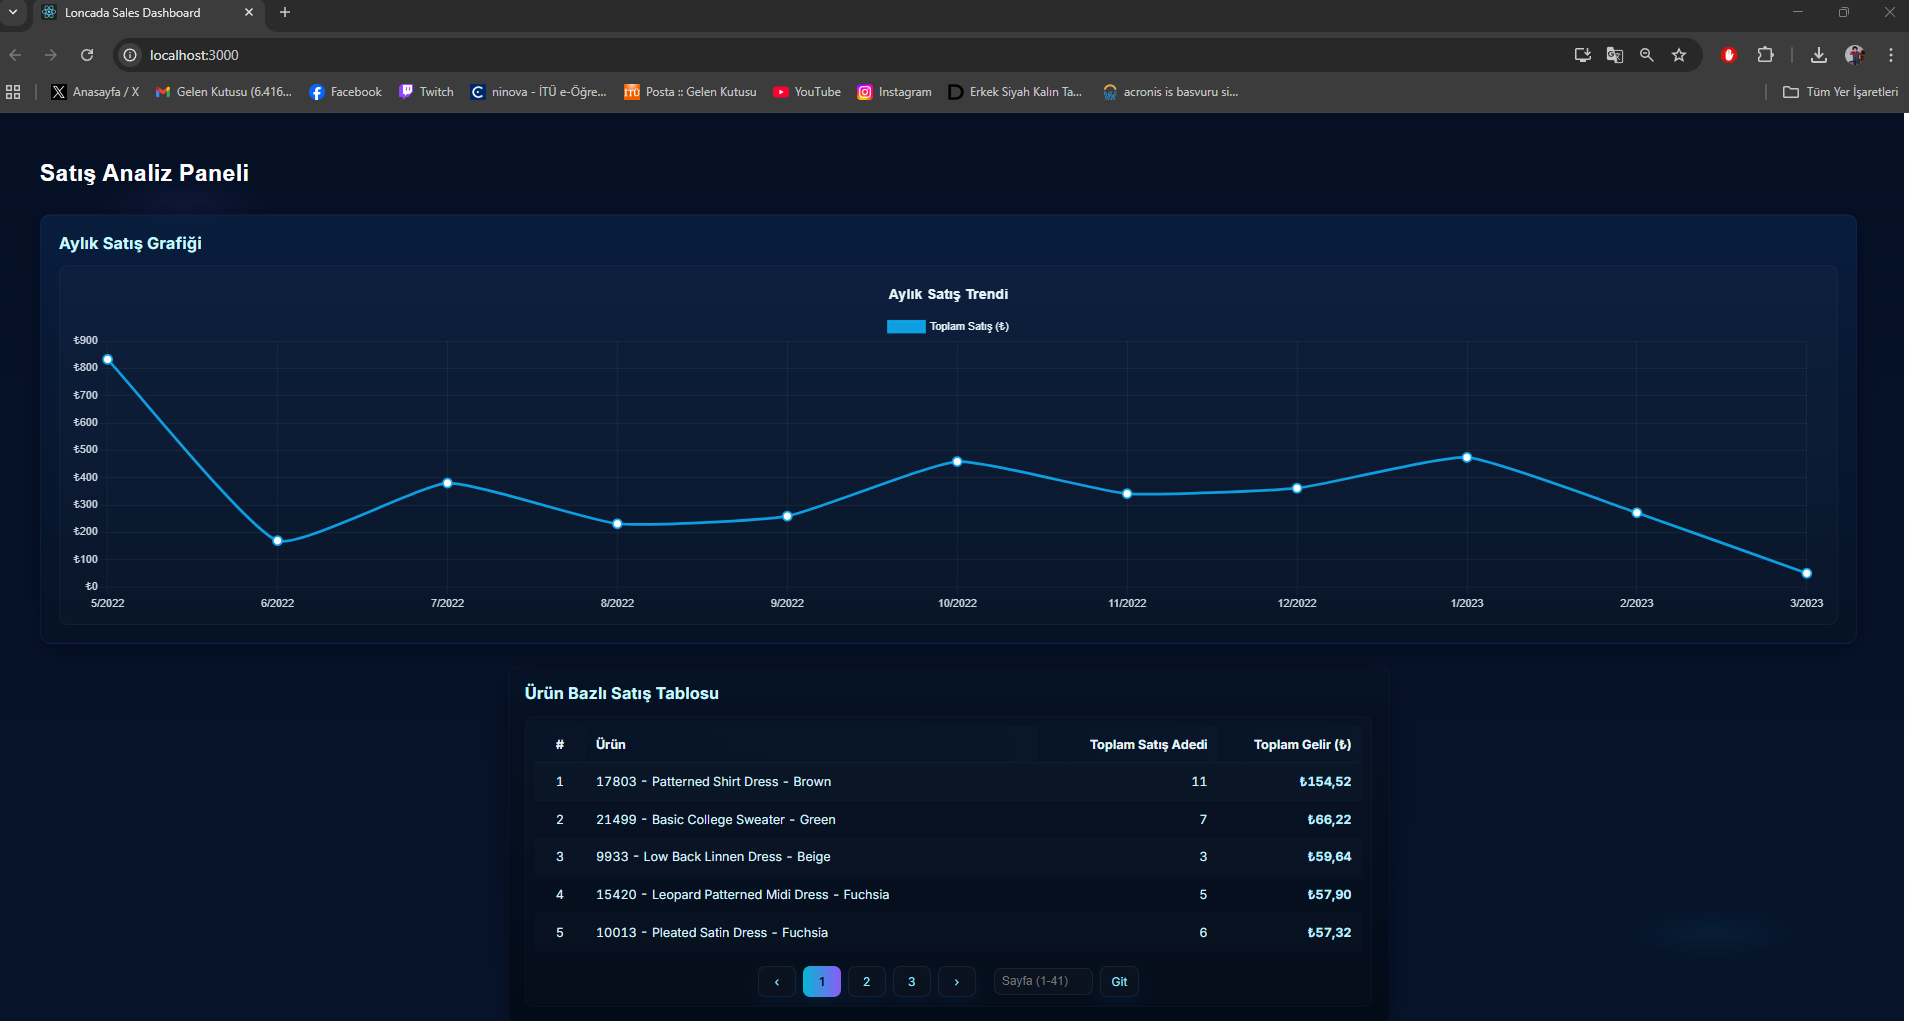 Loncada Sales Dashboard
localhost:3000
Anasayfa / X
Gelen Kutusu (6.416...
Facebook
Twitch
ninova - İTÜ e-Öğre...
İTÜ
Posta :: Gelen Kutusu
YouTube
Instagram
Erkek Siyah Kalın Ta...
acronis is basvuru si...
Tüm Yer İşaretleri
Satış Analiz Paneli
Aylık Satış Grafiği
Aylık Satış Trendi
Toplam Satış (₺)
₺900
₺800
₺700
₺600
₺500
₺400
₺300
₺200
₺100
₺0
5/2022 6/2022 7/2022 8/2022 9/2022 10/2022 11/2022 12/2022 1/2023 2/2023 3/2023
Ürün Bazlı Satış Tablosu
# Ürün Toplam Satış Adedi Toplam Gelir (₺)
1 17803 - Patterned Shirt Dress - Brown 11 ₺154,52
2 21499 - Basic College Sweater - Green 7 ₺66,22
3 9933 - Low Back Linnen Dress - Beige 3 ₺59,64
4 15420 - Leopard Patterned Midi Dress - Fuchsia 5 ₺57,90
5 10013 - Pleated Satin Dress - Fuchsia 6 ₺57,32
‹ 1 2 3 › Sayfa (1-41) Git